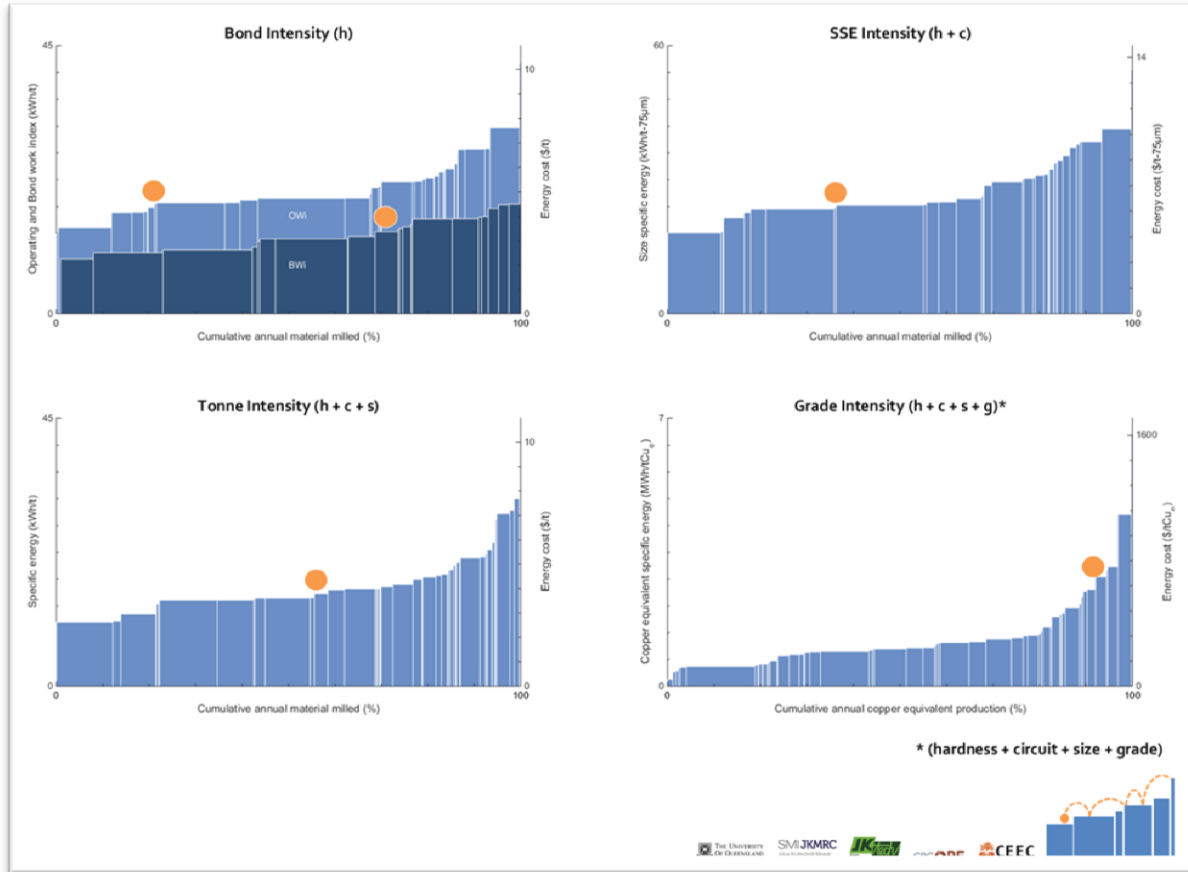 Bond Intensity (h)
45
10
Operating and Bond work index (kWh/t)
Energy cost ($/t)
OWi
BWi
0
0
0
100
Cumulative annual material milled (%)
SSE Intensity (h + c)
60
14
Size specific energy (kWh/t-75µm)
Energy cost ($/t-75µm)
0
0
0
100
Cumulative annual material milled (%)
Tonne Intensity (h + c + s)
45
10
Specific energy (kWh/t)
Energy cost ($/t)
0
0
0
100
Cumulative annual material milled (%)
Grade Intensity (h + c + s + g)*
7
1600
Copper equivalent specific energy (MWh/tCu
Energy cost ($/tCu
0
0
0
100
Cumulative annual copper equivalent production (%)
* (hardness + circuit + size + grade)
THE UNIVERSITY
OF QUEENSLAND
SMI JKMRC
JK
CEEC